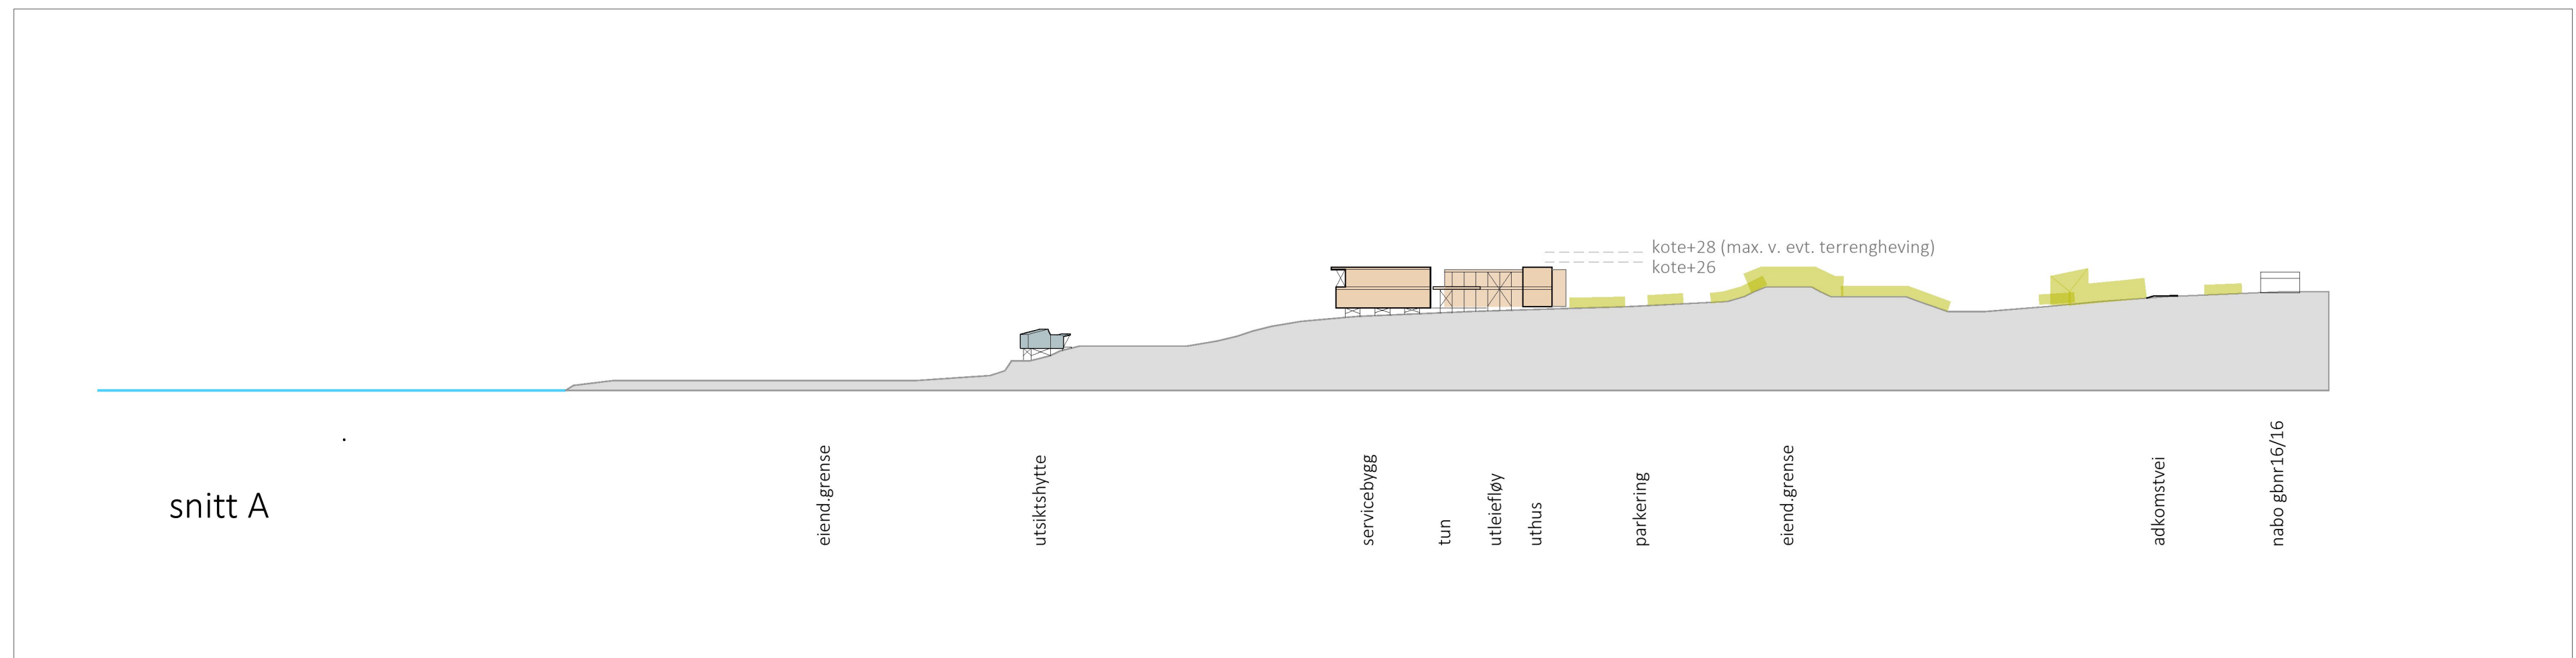 kote+28 (max. v. evt. terrengheving)
kote+26
snitt A
eiend.grense
utsiktshytte
servicebygg
tun
utleiefløy
uthus
parkering
eiend.grense
adkomstvei
nabo gbnr16/16